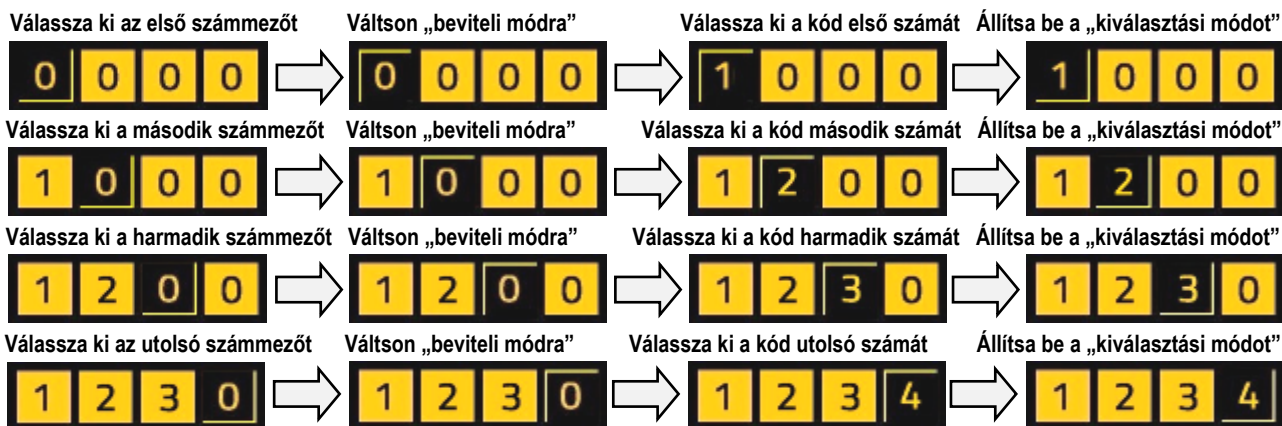 Válassza ki az első számmezőt Váltson „beviteli módra” Válassza ki a kód első számát Állítsa be a „kiválasztási módot”
0 0 0 0 0 0 0 0 1 0 0 0 1 0 0 0
Válassza ki a második számmezőt Váltson „beviteli módra” Válassza ki a kód második számát Állítsa be a „kiválasztási módot”
1 0 0 0 1 0 0 0 1 2 0 0 1 2 0 0
Válassza ki a harmadik számmezőt Váltson „beviteli módra” Válassza ki a kód harmadik számát Állítsa be a „kiválasztási módot”
1 2 0 0 1 2 0 0 1 2 3 0 1 2 3 0
Válassza ki az utolsó számmezőt Váltson „beviteli módra” Válassza ki a kód utolsó számát Állítsa be a „kiválasztási módot”
1 2 3 0 1 2 3 0 1 2 3 4 1 2 3 4